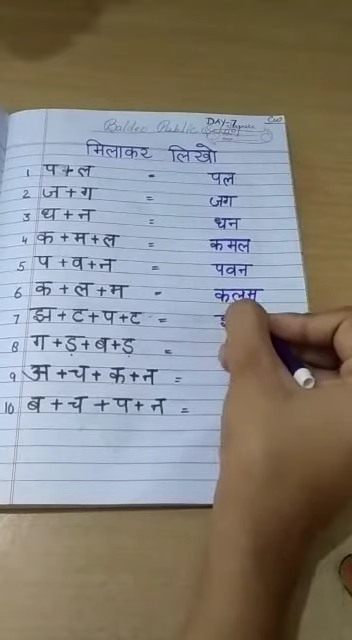 DAY-7 CW
Baldev Public School
मिलाकर लिखो
1 प+ल = पल
2 ज+ग = जग
3 ध+न = धन
4 क+म+ल = कमल
5 प+व+न = पवन
6 क+ल+म = कलम
7 झ+ट+प+ट =
8 ग+ड़+ब+ड़ =
9 अ+च+क+न =
10 ब+च+प+न =